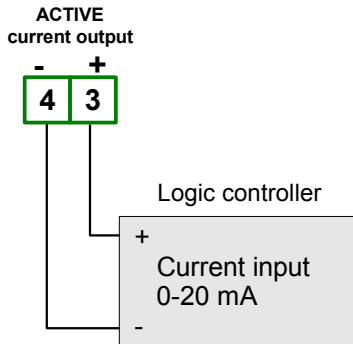 ACTIVE
current output
- +
4 3
Logic controller
+
Current input
0-20 mA
-